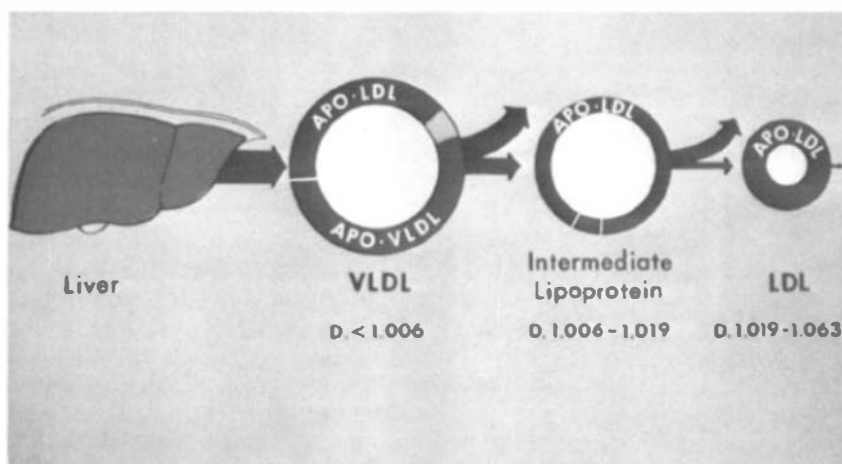 APO·LDL
APO·VLDL
APO·LDL
APO·LDL
Liver
VLDL
Intermediate
Lipoprotein
LDL
D.<1.006
D.1.006-1.019
D.1.019-1.063